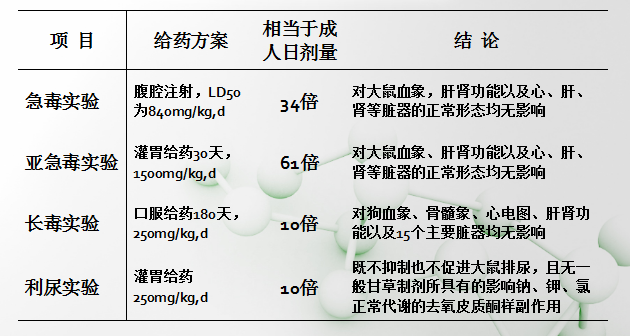 项 目 给药方案 相当于成人日剂量 结 论
急毒实验 腹腔注射，LD50为840mg/kg,d 34倍 对大鼠血象，肝肾功能以及心、肝、肾等脏器的正常形态均无影响
亚急毒实验 灌胃给药30天，1500mg/kg,d 61倍 对大鼠血象、肝肾功能以及心、肝、肾等脏器的正常形态均无影响
长毒实验 口服给药180天，250mg/kg,d 10倍 对狗血象、骨髓象、心电图、肝肾功能以及15个主要脏器均无影响
利尿实验 灌胃给药250mg/kg,d 10倍 既不抑制也不促进大鼠排尿，且无一般甘草制剂所具有的影响钠、钾、氯正常代谢的去氧皮质酮样副作用